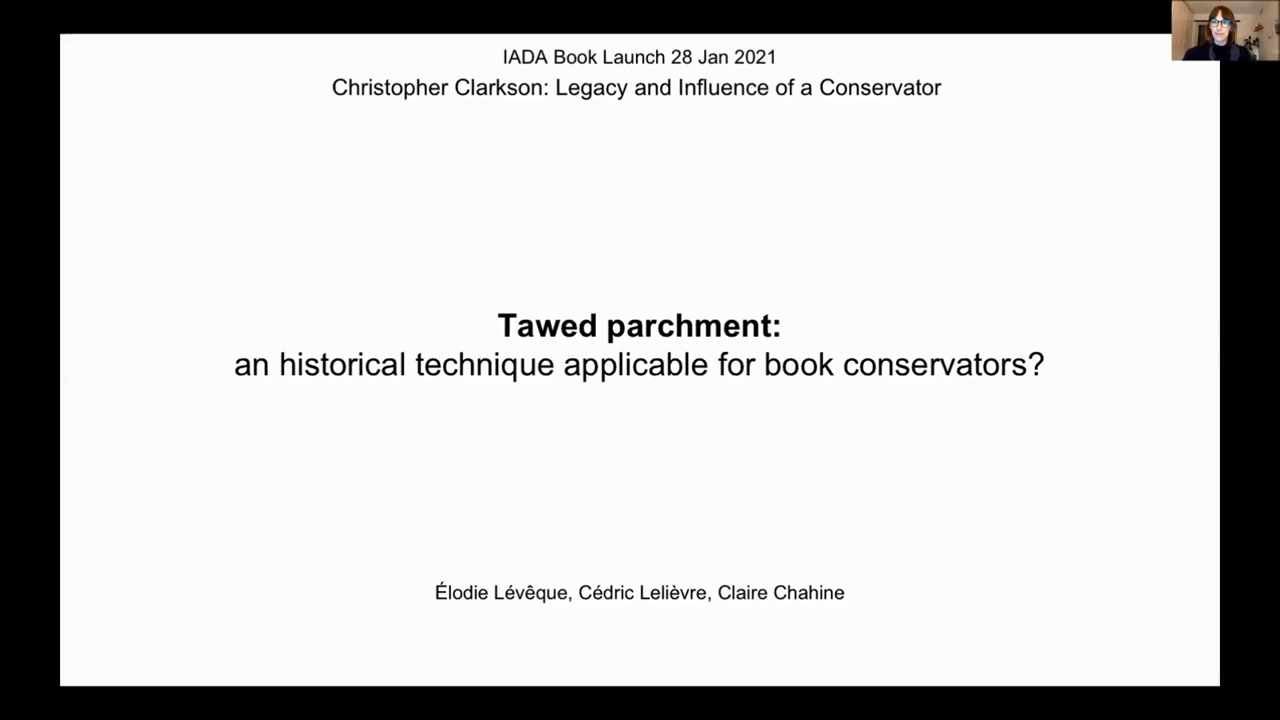 IADA Book Launch 28 Jan 2021
Christopher Clarkson: Legacy and Influence of a Conservator
Tawed parchment:
an historical technique applicable for book conservators?
Élodie Lévêque, Cédric Lelièvre, Claire Chahine